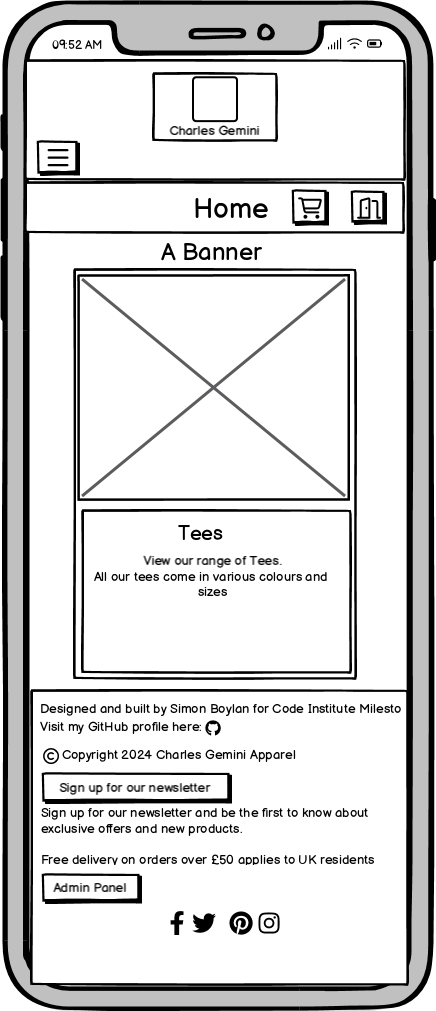 09:52 AM
Charles Gemini
Home
A Banner
Tees
View our range of Tees.
All our tees come in various colours and
sizes
Designed and built by Simon Boylan for Code Institute Milesto
Visit my GitHub profile here:
© Copyright 2024 Charles Gemini Apparel
Sign up for our newsletter
Sign up for our newsletter and be the first to know about
exclusive offers and new products.
Free delivery on orders over £50 applies to UK residents
Admin Panel